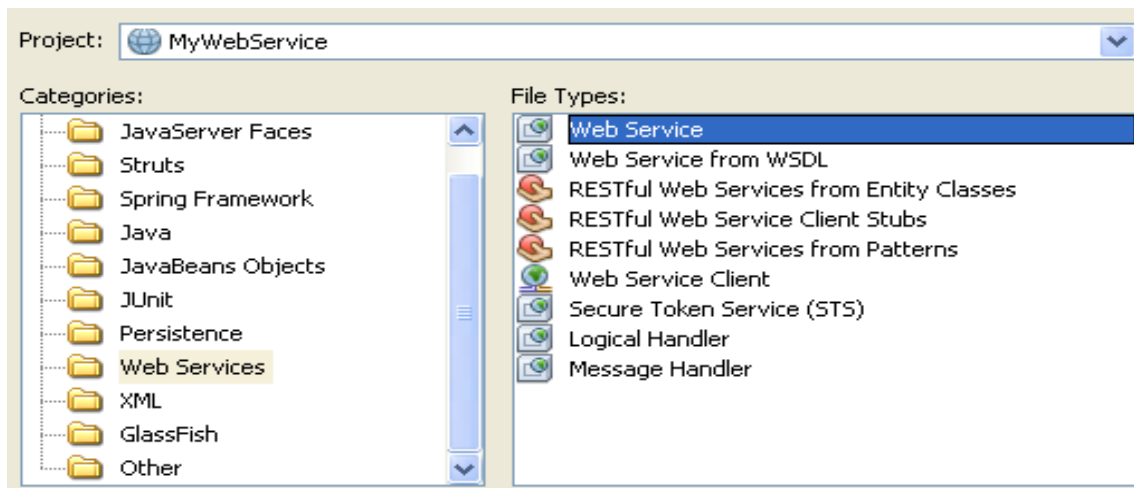 Project: MyWebService
Categories:
JavaServer Faces
Struts
Spring Framework
Java
JavaBeans Objects
JUnit
Persistence
Web Services
XML
GlassFish
Other
File Types:
Web Service
Web Service from WSDL
RESTful Web Services from Entity Classes
RESTful Web Service Client Stubs
RESTful Web Services from Patterns
Web Service Client
Secure Token Service (STS)
Logical Handler
Message Handler